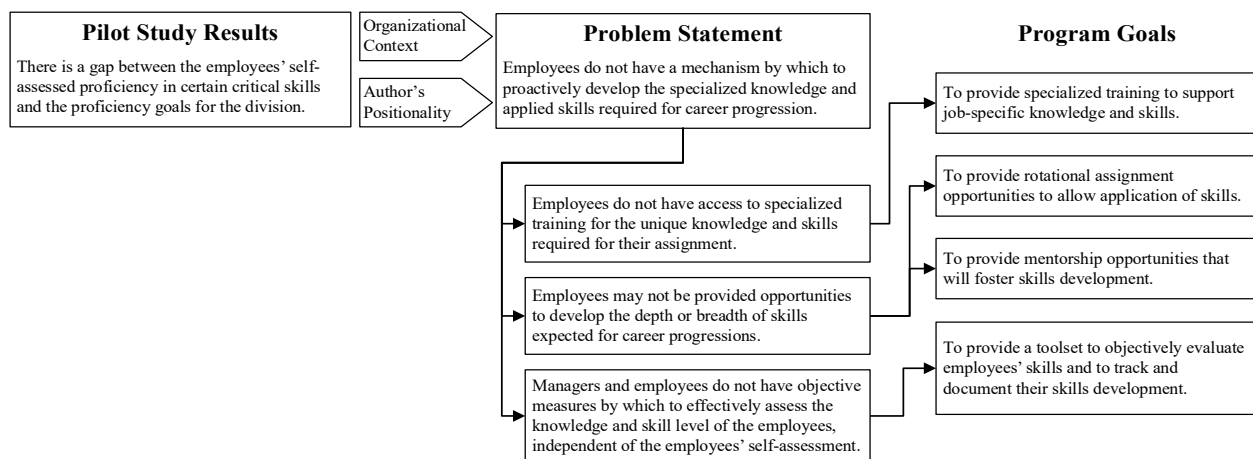 Pilot Study Results
There is a gap between the employees’ self-
assessed proficiency in certain critical skills
and the proficiency goals for the division.
Organizational
Context
Author’s
Positionality
Problem Statement
Employees do not have a mechanism by which to
proactively develop the specialized knowledge and
applied skills required for career progression.
Employees do not have access to specialized
training for the unique knowledge and skills
required for their assignment.
Employees may not be provided opportunities
to develop the depth or breadth of skills
expected for career progressions.
Managers and employees do not have objective
measures by which to effectively assess the
knowledge and skill level of the employees,
independent of the employees’ self-assessment.
Program Goals
To provide specialized training to support
job-specific knowledge and skills.
To provide rotational assignment
opportunities to allow application of skills.
To provide mentorship opportunities that
will foster skills development.
To provide a toolset to objectively evaluate
employees’ skills and to track and
document their skills development.